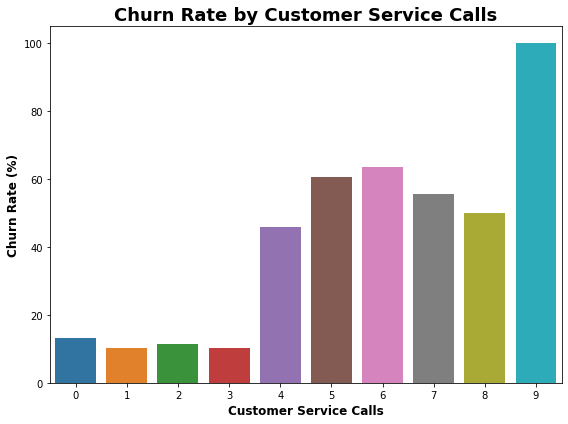 Churn Rate by Customer Service Calls
Churn Rate (%)
100
80
60
40
20
0
0 1 2 3 4 5 6 7 8 9
Customer Service Calls